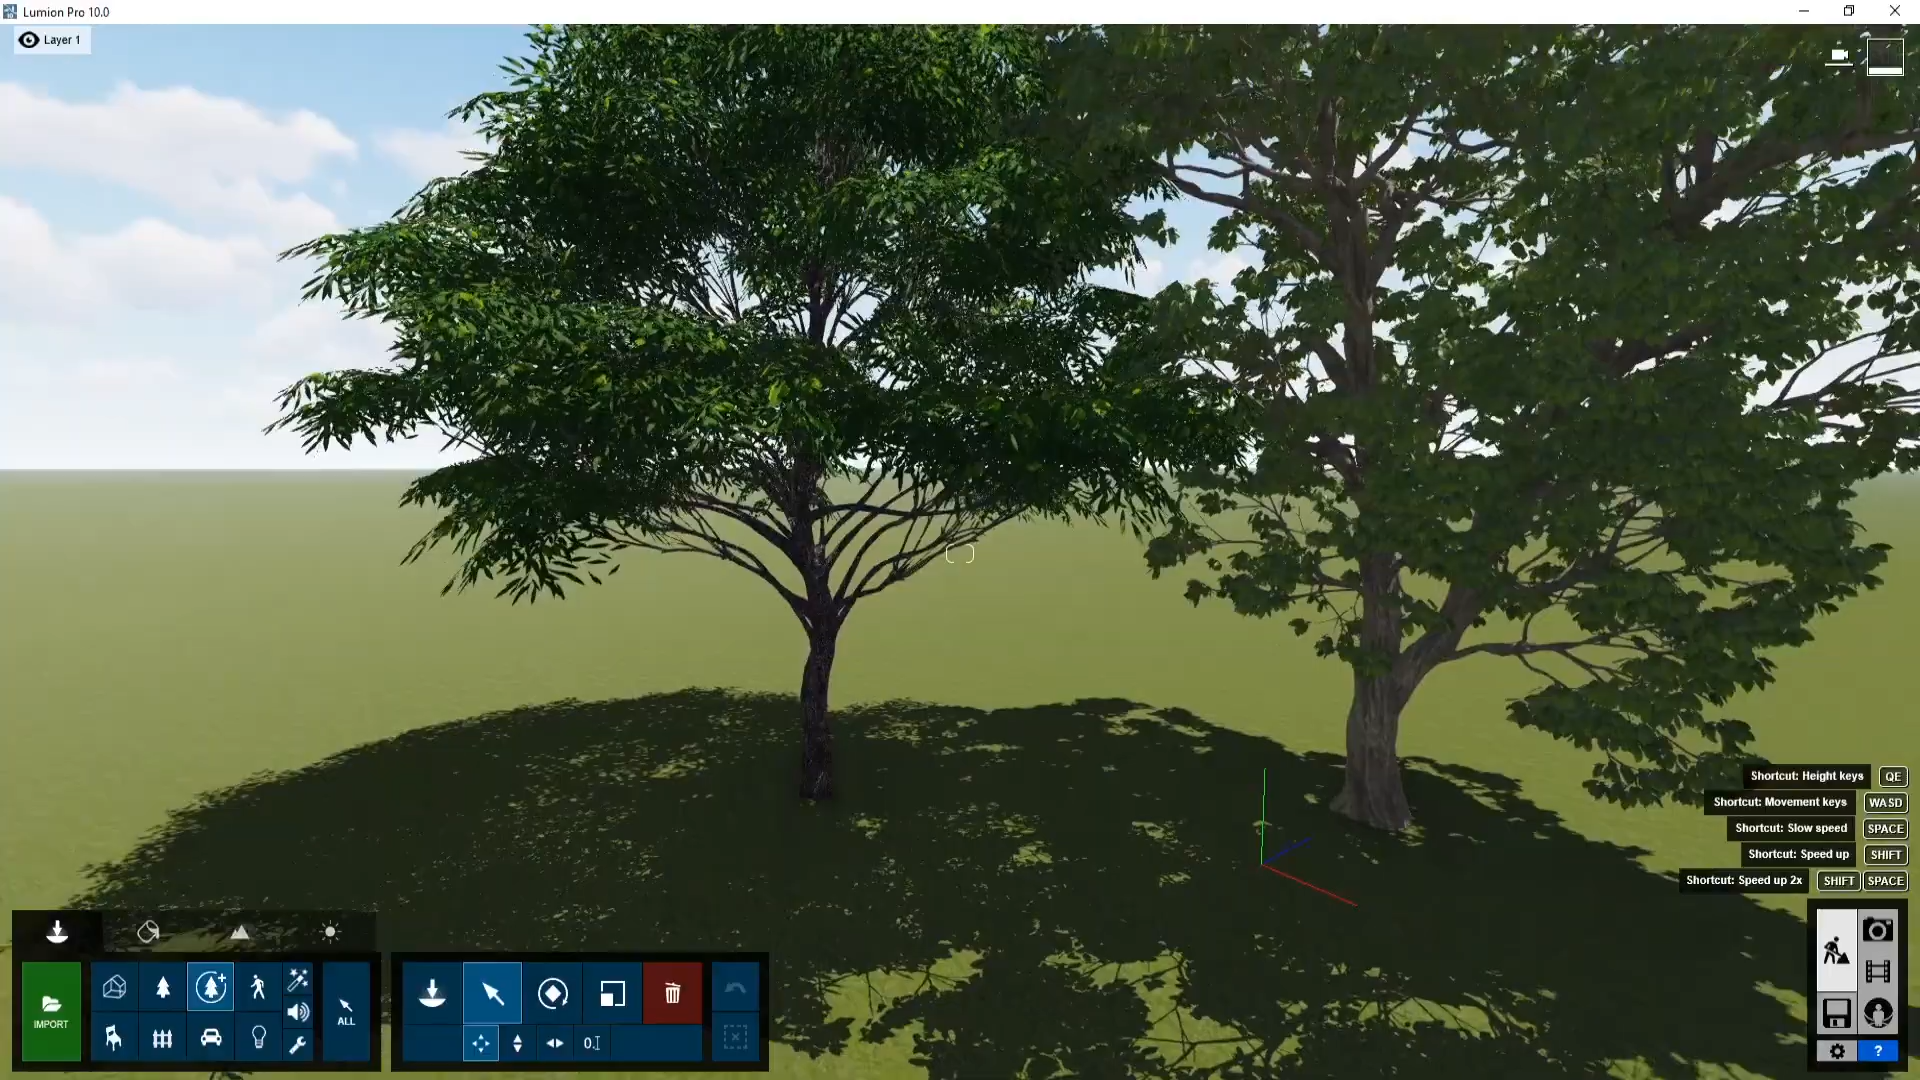 Lumion Pro 10.0
Layer 1
Shortcut: Height keys QE
Shortcut: Movement keys WASD
Shortcut: Slow speed SPACE
Shortcut: Speed up SHIFT
Shortcut: Speed up 2x SHIFT SPACE
IMPORT
ALL
0.
?